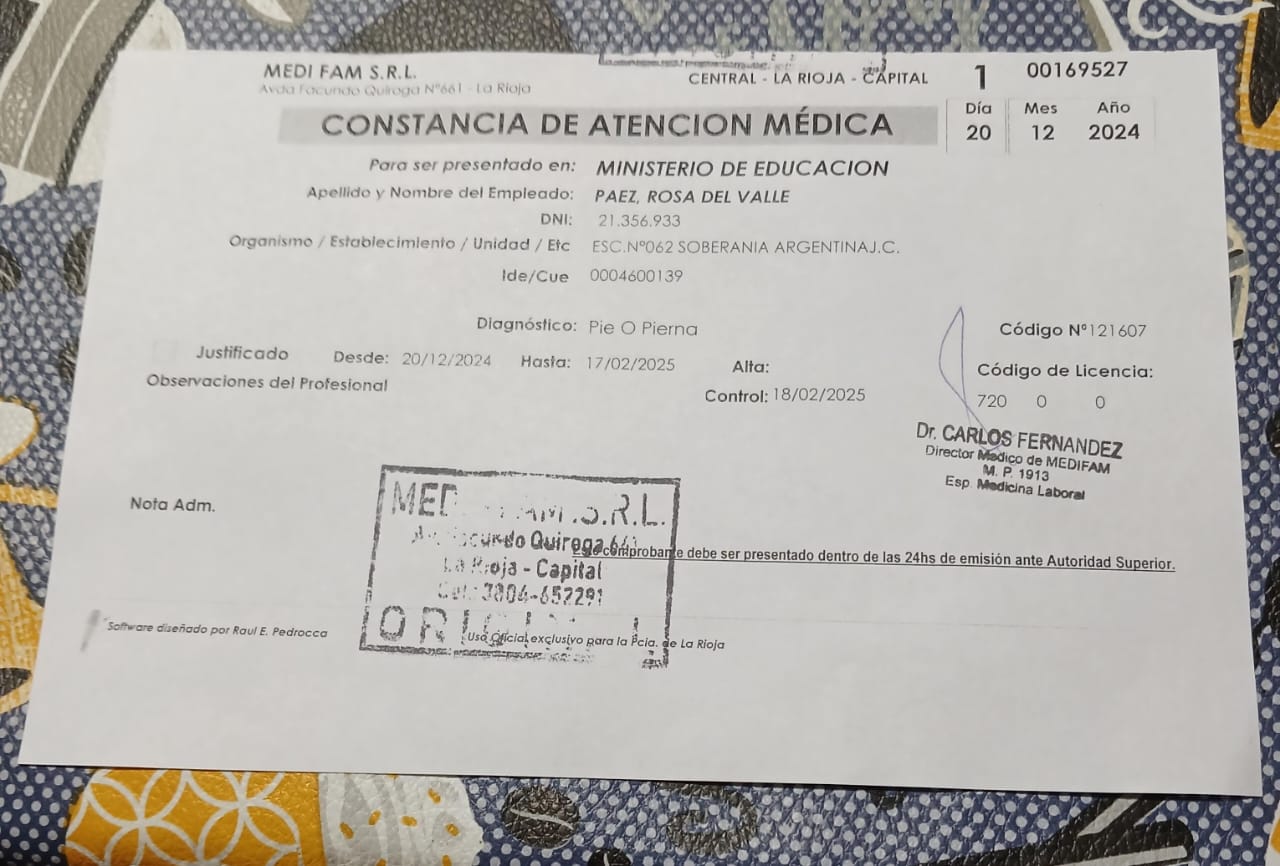 MEDI FAM S.R.L.
Avda Facundo Quiroga Nº661 - La Rioja
CENTRAL - LA RIOJA - CAPITAL
1 00169527
CONSTANCIA DE ATENCION MÉDICA
Día Mes Año
20 12 2024
Para ser presentado en: MINISTERIO DE EDUCACION
Apellido y Nombre del Empleado: PAEZ, ROSA DEL VALLE
DNI: 21.356.933
Organismo / Establecimiento / Unidad / Etc ESC.Nº062 SOBERANIA ARGENTINAJ.C.
Ide/Cue 0004600139
Diagnóstico: Pie O Pierna
Código Nº121607
Justificado Desde: 20/12/2024 Hasta: 17/02/2025 Alta:
Código de Licencia:
Observaciones del Profesional
Control: 18/02/2025
720 0 0
Dr. CARLOS FERNANDEZ
Director Médico de MEDIFAM
M. P. 1913
Esp. Medicina Laboral
Nota Adm.
S.R.L.
Quiroga 661
La Rioja - Capital
Cel.: 3804-652291
Este comprobante debe ser presentado dentro de las 24hs de emisión ante Autoridad Superior.
Software diseñado por Raul E. Pedrocca
Uso Oficial exclusivo para la Pcia. de La Rioja